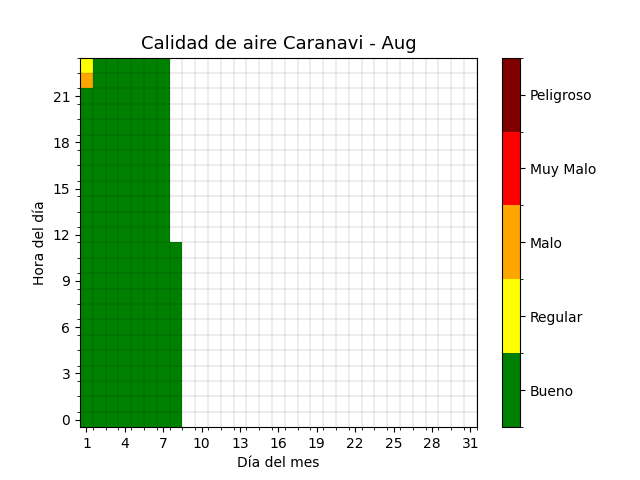 Calidad de aire Caranavi - Aug
Hora del día
21
18
15
12
9
6
3
0
1 4 7 10 13 16 19 22 25 28 31
Día del mes
Peligroso
Muy Malo
Malo
Regular
Bueno